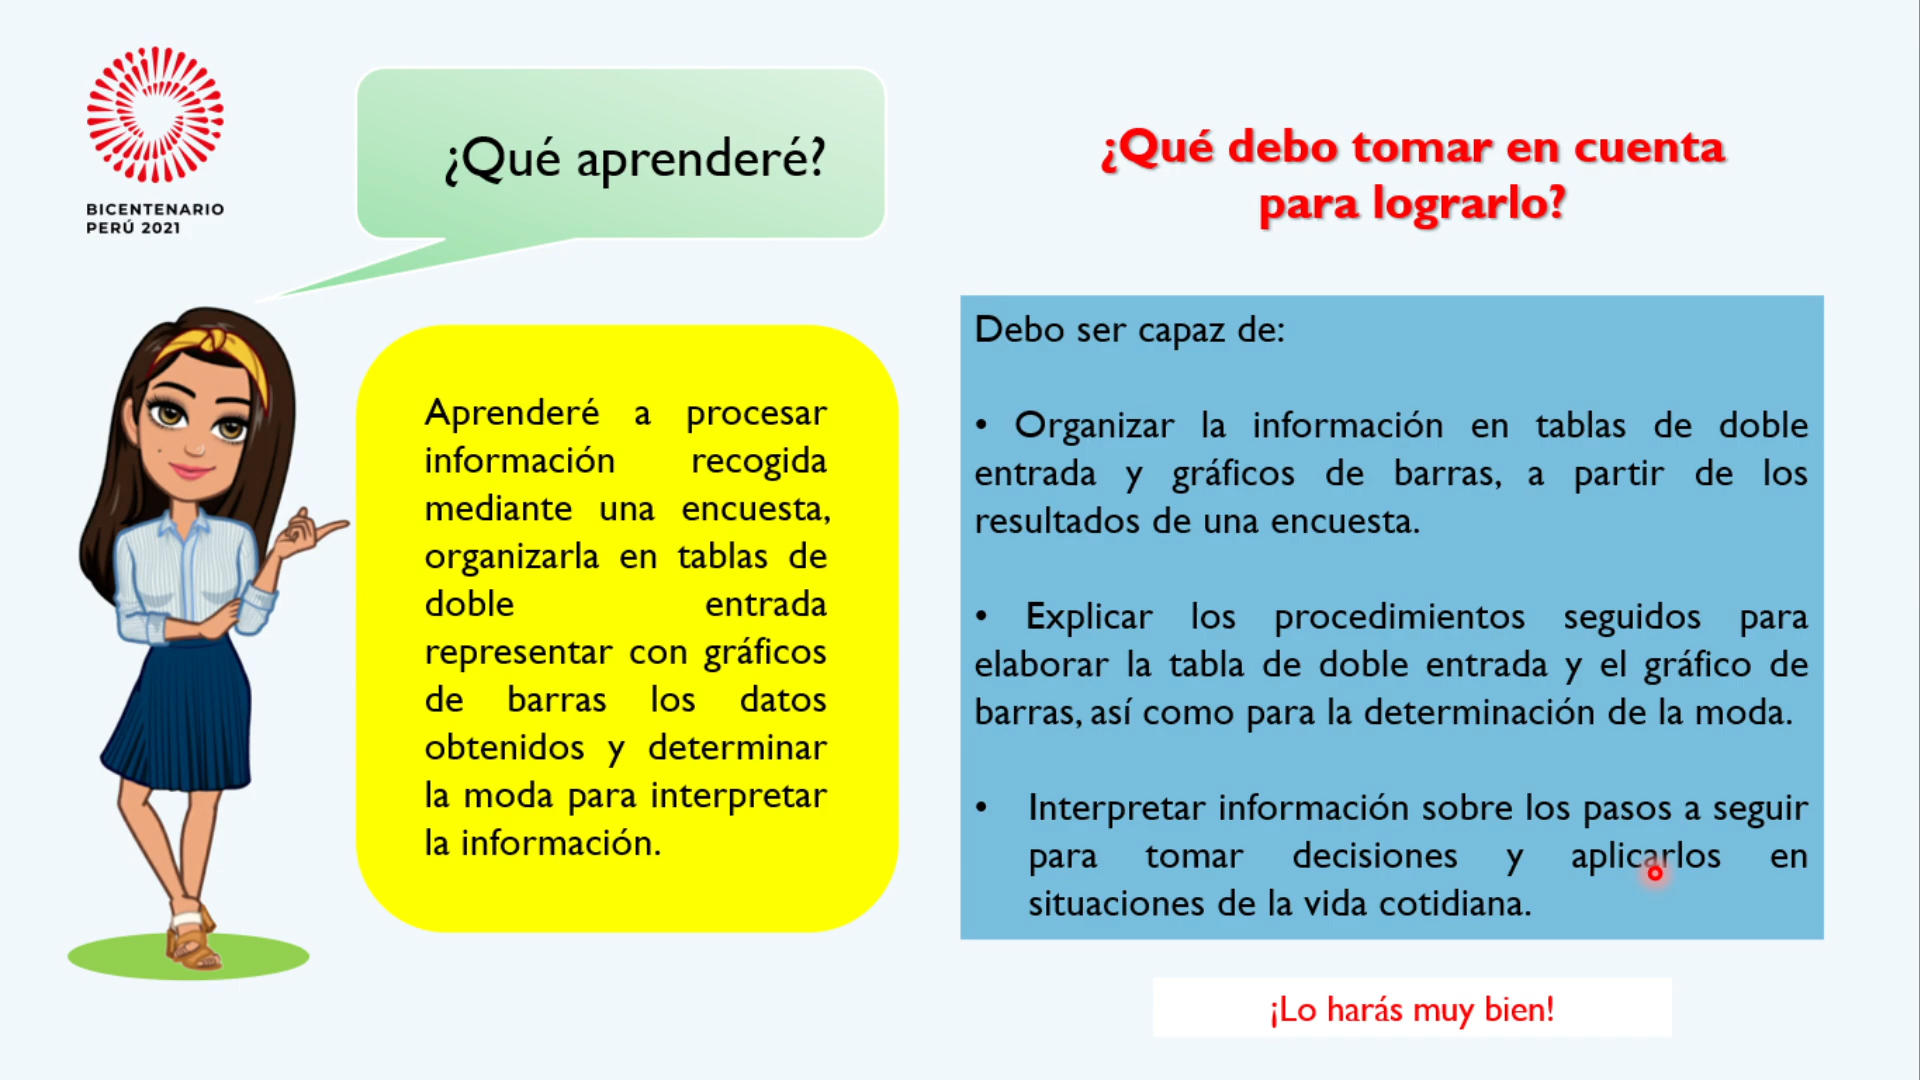 BICENTENARIO
PERÚ 2021
¿Qué aprenderé?
Aprenderé a procesar
información recogida
mediante una encuesta,
organizarla en tablas de
doble entrada
representar con gráficos
de barras los datos
obtenidos y determinar
la moda para interpretar
la información.
¿Qué debo tomar en cuenta
para lograrlo?
Debo ser capaz de:
• Organizar la información en tablas de doble
entrada y gráficos de barras, a partir de los
resultados de una encuesta.
• Explicar los procedimientos seguidos para
elaborar la tabla de doble entrada y el gráfico de
barras, así como para la determinación de la moda.
• Interpretar información sobre los pasos a seguir
para tomar decisiones y aplicarlos en
situaciones de la vida cotidiana.
¡Lo harás muy bien!